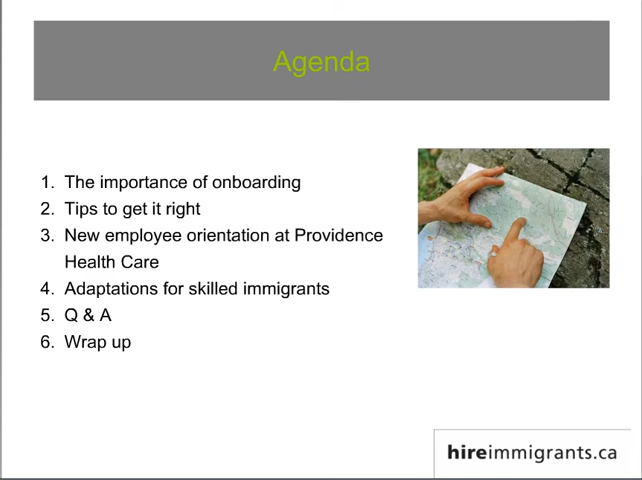 Agenda
1. The importance of onboarding
2. Tips to get it right
3. New employee orientation at Providence
Health Care
4. Adaptations for skilled immigrants
5. Q & A
6. Wrap up
hireimmigrants.ca